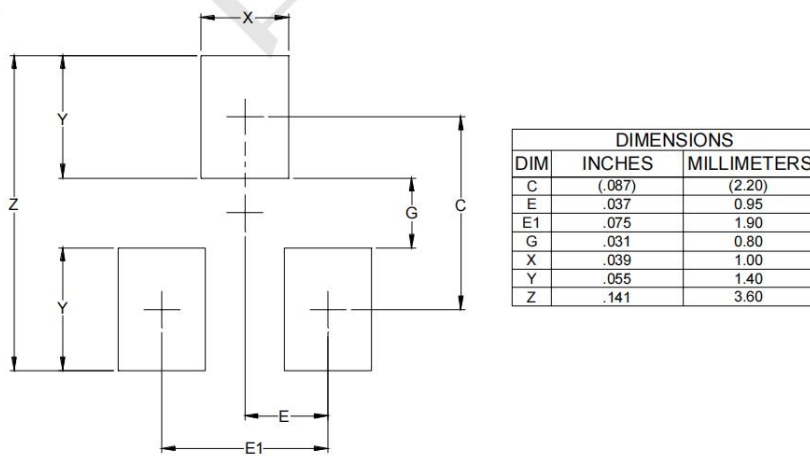 X
Y
Z
G
C
Y
E
E1
DIMENSIONS
DIM INCHES MILLIMETERS
C (.087) (2.20)
E .037 0.95
E1 .075 1.90
G .031 0.80
X .039 1.00
Y .055 1.40
Z .141 3.60